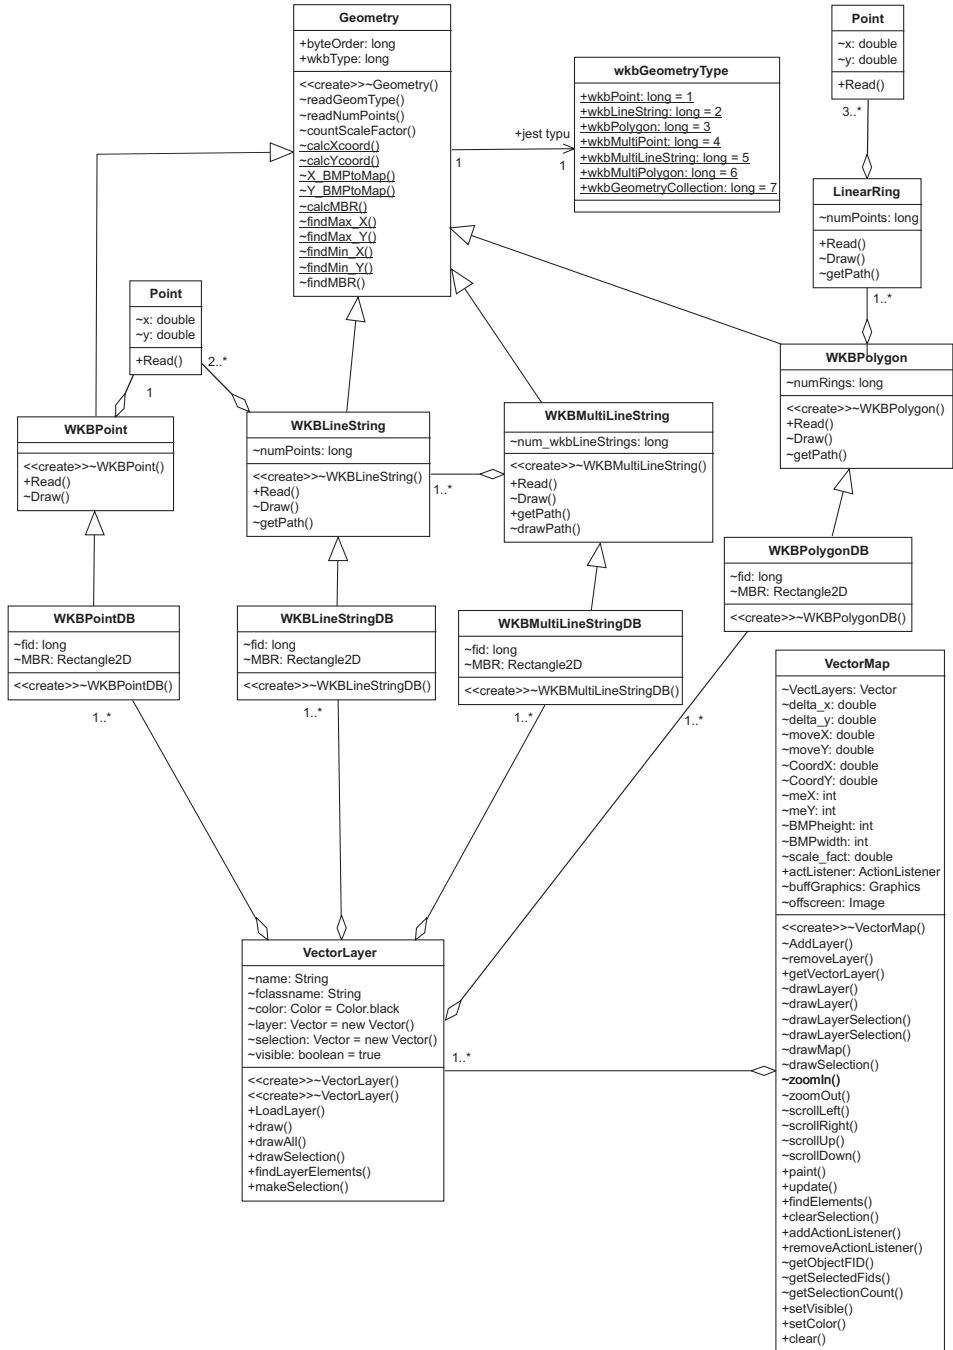 Geometry
+byteOrder: long
+wkbType: long
<<create>>~Geometry()
~readGeomType()
~readNumPoints()
~countScaleFactor()
~calcXcoord()
~calcYcoord()
~X_BMPtoMap()
~Y_BMPtoMap()
~calcMBR()
~findMax_X()
~findMax_Y()
~findMin_X()
~findMin_Y()
~findMBR()
+jest typu
1
1
wkbGeometryType
+wkbPoint: long = 1
+wkbLineString: long = 2
+wkbPolygon: long = 3
+wkbMultiPoint: long = 4
+wkbMultiLineString: long = 5
+wkbMultiPolygon: long = 6
+wkbGeometryCollection: long = 7
Point
~x: double
~y: double
+Read()
3..*
LinearRing
~numPoints: long
+Read()
~Draw()
~getPath()
1..*
Point
~x: double
~y: double
+Read()
1
2..*
WKBPoint
<<create>>~WKBPoint()
+Read()
~Draw()
WKBLineString
~numPoints: long
<<create>>~WKBLineString()
+Read()
~Draw()
~getPath()
1..*
WKBMultiLineString
~num_wkbLineStrings: long
<<create>>~WKBMultiLineString()
+Read()
~Draw()
+getPath()
~drawPath()
WKBPolygon
~numRings: long
<<create>>~WKBPolygon()
+Read()
~Draw()
~getPath()
WKBPointDB
~fid: long
~MBR: Rectangle2D
<<create>>~WKBPointDB()
1..*
WKBLineStringDB
~fid: long
~MBR: Rectangle2D
<<create>>~WKBLineStringDB()
1..*
WKBMultiLineStringDB
~fid: long
~MBR: Rectangle2D
<<create>>~WKBMultiLineStringDB()
1..*
WKBPolygonDB
~fid: long
~MBR: Rectangle2D
<<create>>~WKBPolygonDB()
1..*
VectorLayer
~name: String
~fclassname: String
~color: Color = Color.black
~layer: Vector = new Vector()
~selection: Vector = new Vector()
~visible: boolean = true
<<create>>~VectorLayer()
<<create>>~VectorLayer()
+LoadLayer()
+draw()
+drawAll()
+drawSelection()
+findLayerElements()
+makeSelection()
1..*
VectorMap
~VectLayers: Vector
~delta_x: double
~delta_y: double
~moveX: double
~moveY: double
~CoordX: double
~CoordY: double
~meX: int
~meY: int
~BMPheight: int
~BMPwidth: int
~scale_fact: double
+actListener: ActionListener
~buffGraphics: Graphics
~offscreen: Image
<<create>>~VectorMap()
~AddLayer()
~removeLayer()
+getVectorLayer()
~drawLayer()
~drawLayer()
~drawLayerSelection()
~drawLayerSelection()
~drawMap()
~drawSelection()
~zoomIn()
~zoomOut()
~scrollLeft()
~scrollRight()
~scrollUp()
~scrollDown()
+paint()
+update()
+findElements()
+clearSelection()
+addActionListener()
+removeActionListener()
~getObjectFID()
~getSelectedFids()
~getSelectionCount()
+setVisible()
+setColor()
+clear()